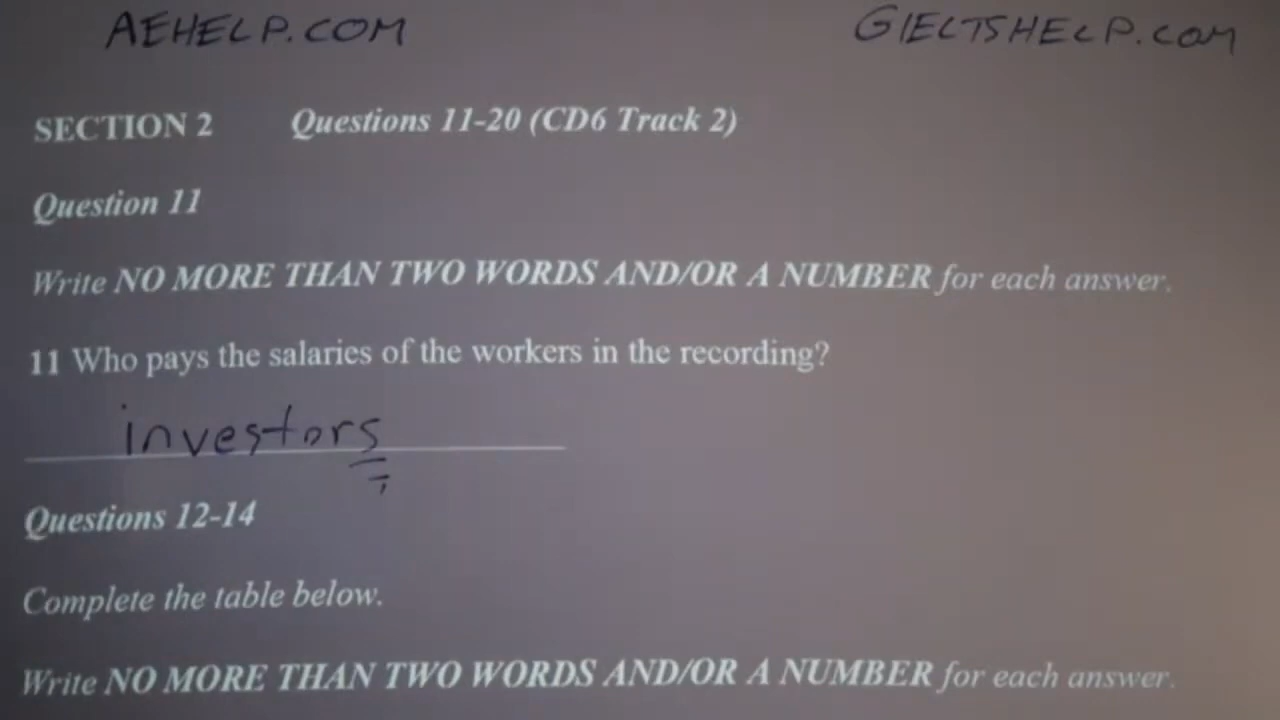 AEHELP.COM GIELTSHELP.COM
SECTION 2 Questions 11-20 (CD6 Track 2)
Question 11
Write NO MORE THAN TWO WORDS AND/OR A NUMBER for each answer.
11 Who pays the salaries of the workers in the recording?
investors
Questions 12-14
Complete the table below.
Write NO MORE THAN TWO WORDS AND/OR A NUMBER for each answer.